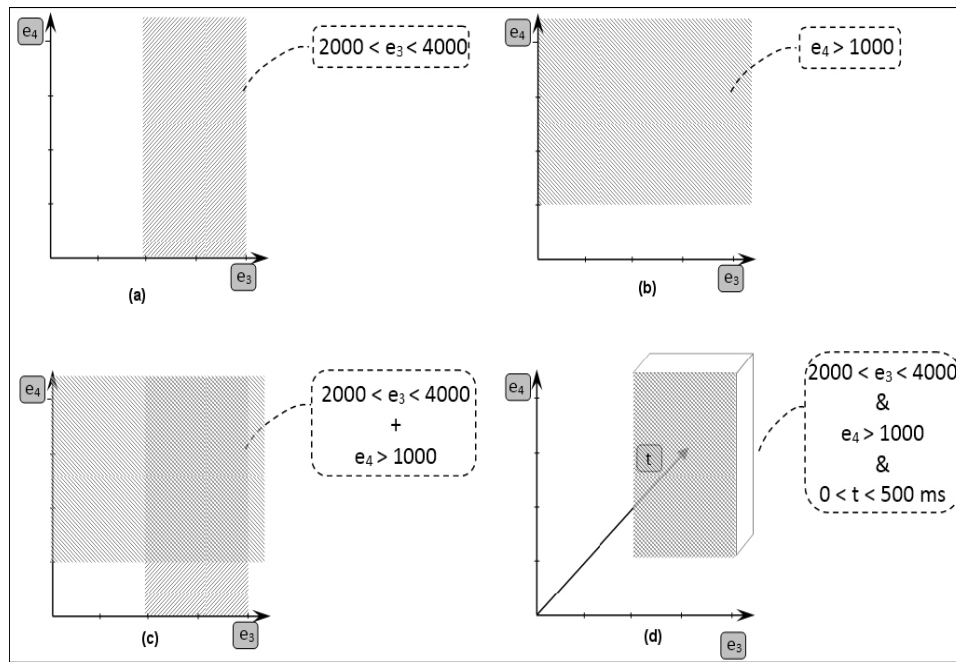 e₄
2000 < e₃ < 4000
e₃
(a)
e₄
e₄ > 1000
e₃
(b)
e₄
2000 < e₃ < 4000
+
e₄ > 1000
e₃
(c)
e₄
t
2000 < e₃ < 4000
&
e₄ > 1000
&
0 < t < 500 ms
e₃
(d)